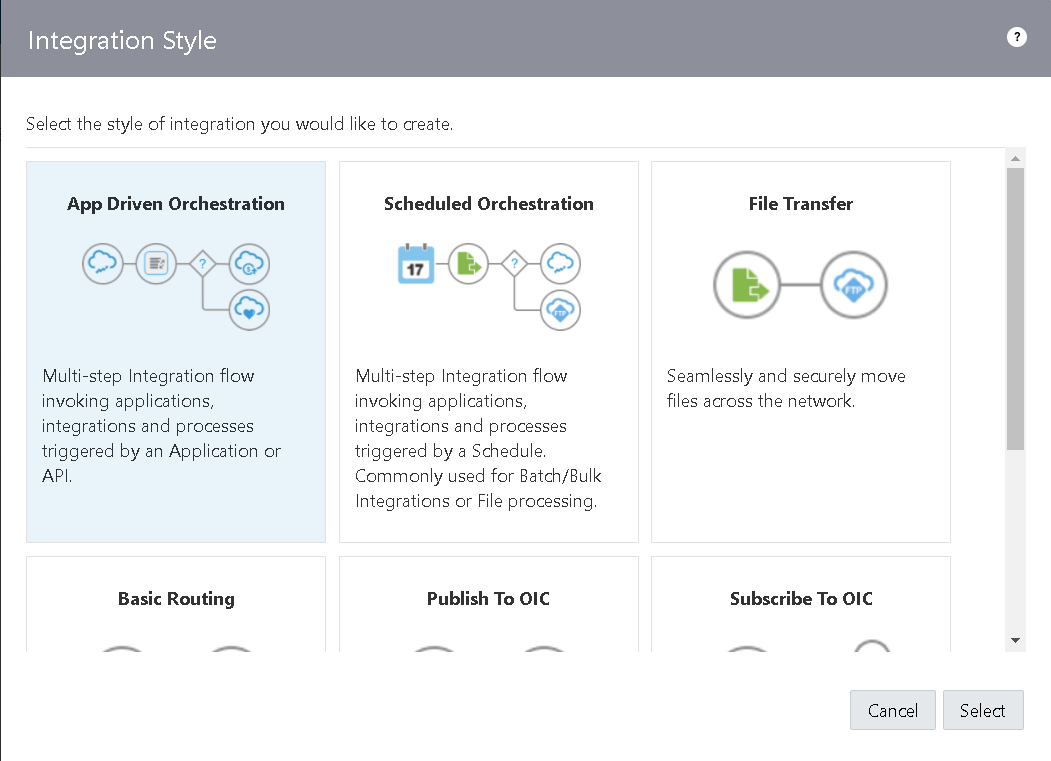 Integration Style
?
Select the style of integration you would like to create.
App Driven Orchestration
?
$
Multi-step Integration flow
invoking applications,
integrations and processes
triggered by an Application or
API.
Scheduled Orchestration
17
?
FTP
Multi-step Integration flow
invoking applications,
integrations and processes
triggered by a Schedule.
Commonly used for Batch/Bulk
Integrations or File processing.
File Transfer
FTP
Seamlessly and securely move
files across the network.
Basic Routing
Publish To OIC
Subscribe To OIC
Cancel
Select